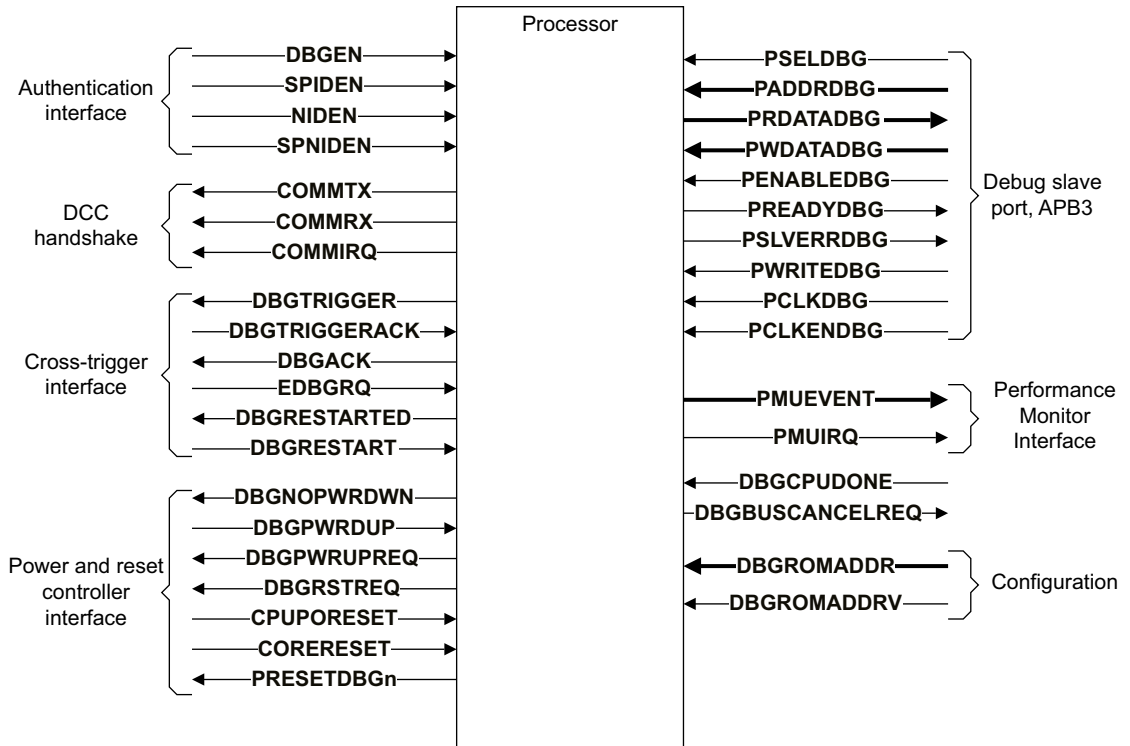 Processor
Authentication
interface
DBGEN
SPIDEN
NIDEN
SPNIDEN
DCC
handshake
COMMTX
COMMRX
COMMIRQ
Cross-trigger
interface
DBGTRIGGER
DBGTRIGGERACK
DBGACK
EDBGRQ
DBGRESTARTED
DBGRESTART
Power and reset
controller
interface
DBGNOPWRDWN
DBGPWRDUP
DBGPWRUPREQ
DBGRSTREQ
CPUPORESET
CORERESET
PRESETDBGn
PSELDBG
PADDRDBG
PRDATADBG
PWDATADBG
PENABLEDBG
PREADYDBG
PSLVERRDBG
PWRITEDBG
PCLKDBG
PCLKENDBG
Debug slave
port, APB3
PMUEVENT
PMUIRQ
Performance
Monitor
Interface
DBGCPUDONE
DBGBUSCANCELREQ
DBGROMADDR
DBGROMADDRV
Configuration